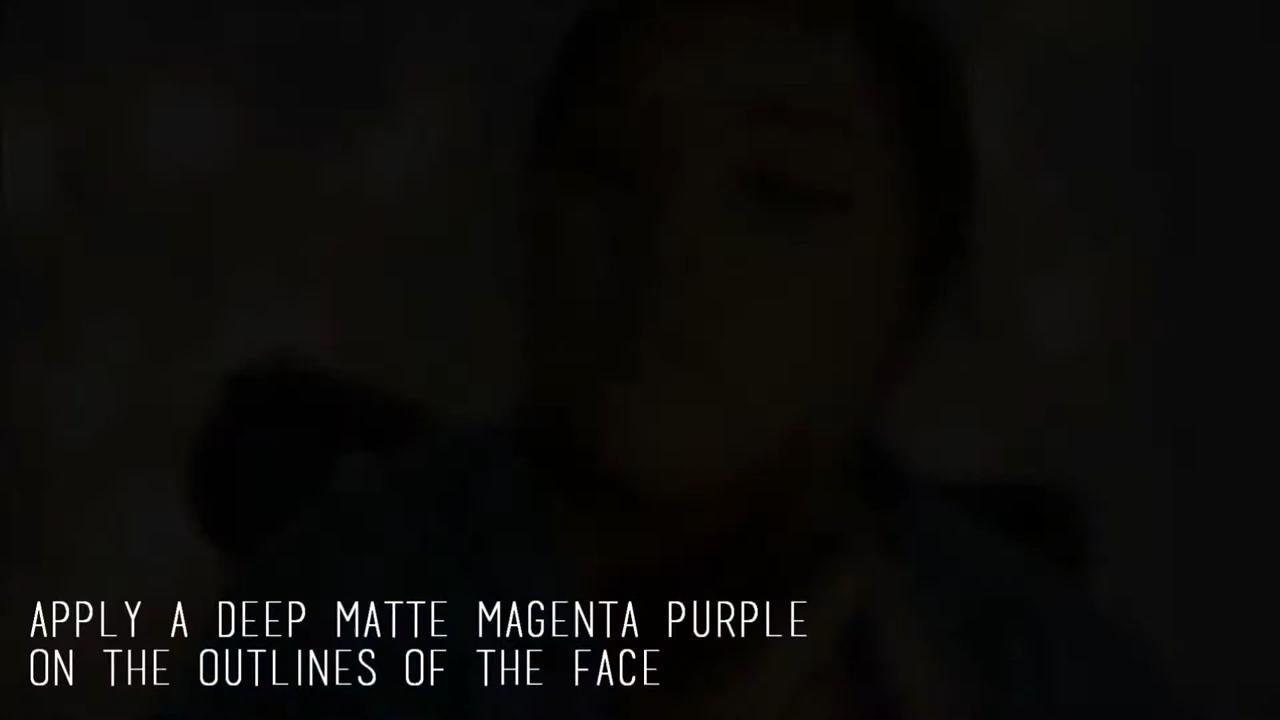 APPLY A DEEP MATTE MAGENTA PURPLE
ON THE OUTLINES OF THE FACE